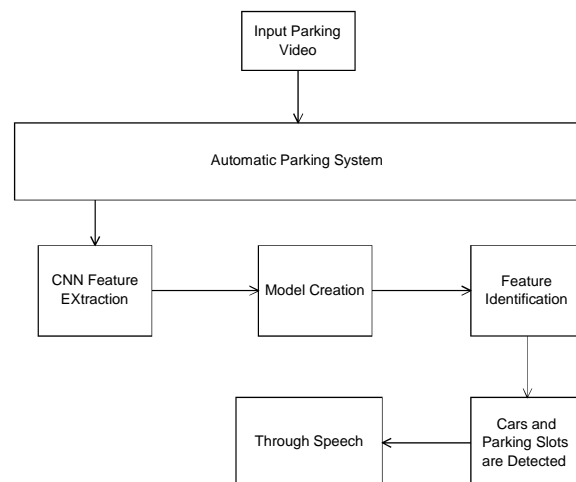 Input Parking
Video
Automatic Parking System
CNN Feature
EXtraction
Model Creation
Feature
Identification
Through Speech
Cars and
Parking Slots
are Detected